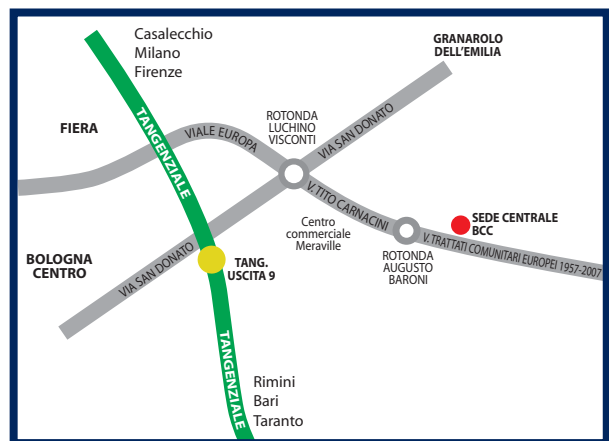 Casalecchio
Milano
Firenze
GRANAROLO
DELL'EMILIA
TANGENZIALE
FIERA
VIALE EUROPA
ROTONDA
LUCHINO
VISCONTI
VIA SAN DONATO
V. TITO CARNACINI
Centro
commerciale
Meraville
SEDE CENTRALE
BCC
V. TRATTATI COMUNITARI EUROPEI 1957-2007
ROTONDA
AUGUSTO
BARONI
BOLOGNA
CENTRO
VIA SAN DONATO
TANG.
USCITA 9
TANGENZIALE
Rimini
Bari
Taranto